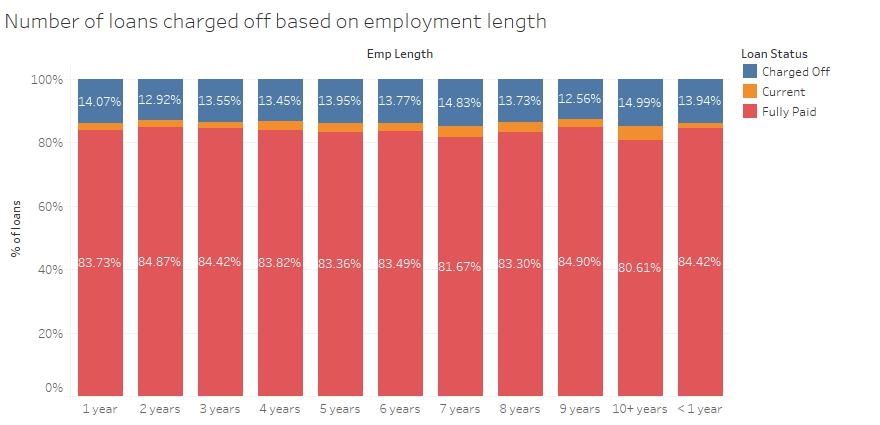 Number of loans charged off based on employment length
Emp Length
Loan Status
Charged Off
Current
Fully Paid
% of loans
100%
80%
60%
40%
20%
0%
14.07% 12.92% 13.55% 13.45% 13.95% 13.77% 14.83% 13.73% 12.56% 14.99% 13.94%
83.73% 84.87% 84.42% 83.82% 83.36% 83.49% 81.67% 83.30% 84.90% 80.61% 84.42%
1 year 2 years 3 years 4 years 5 years 6 years 7 years 8 years 9 years 10+ years < 1 year